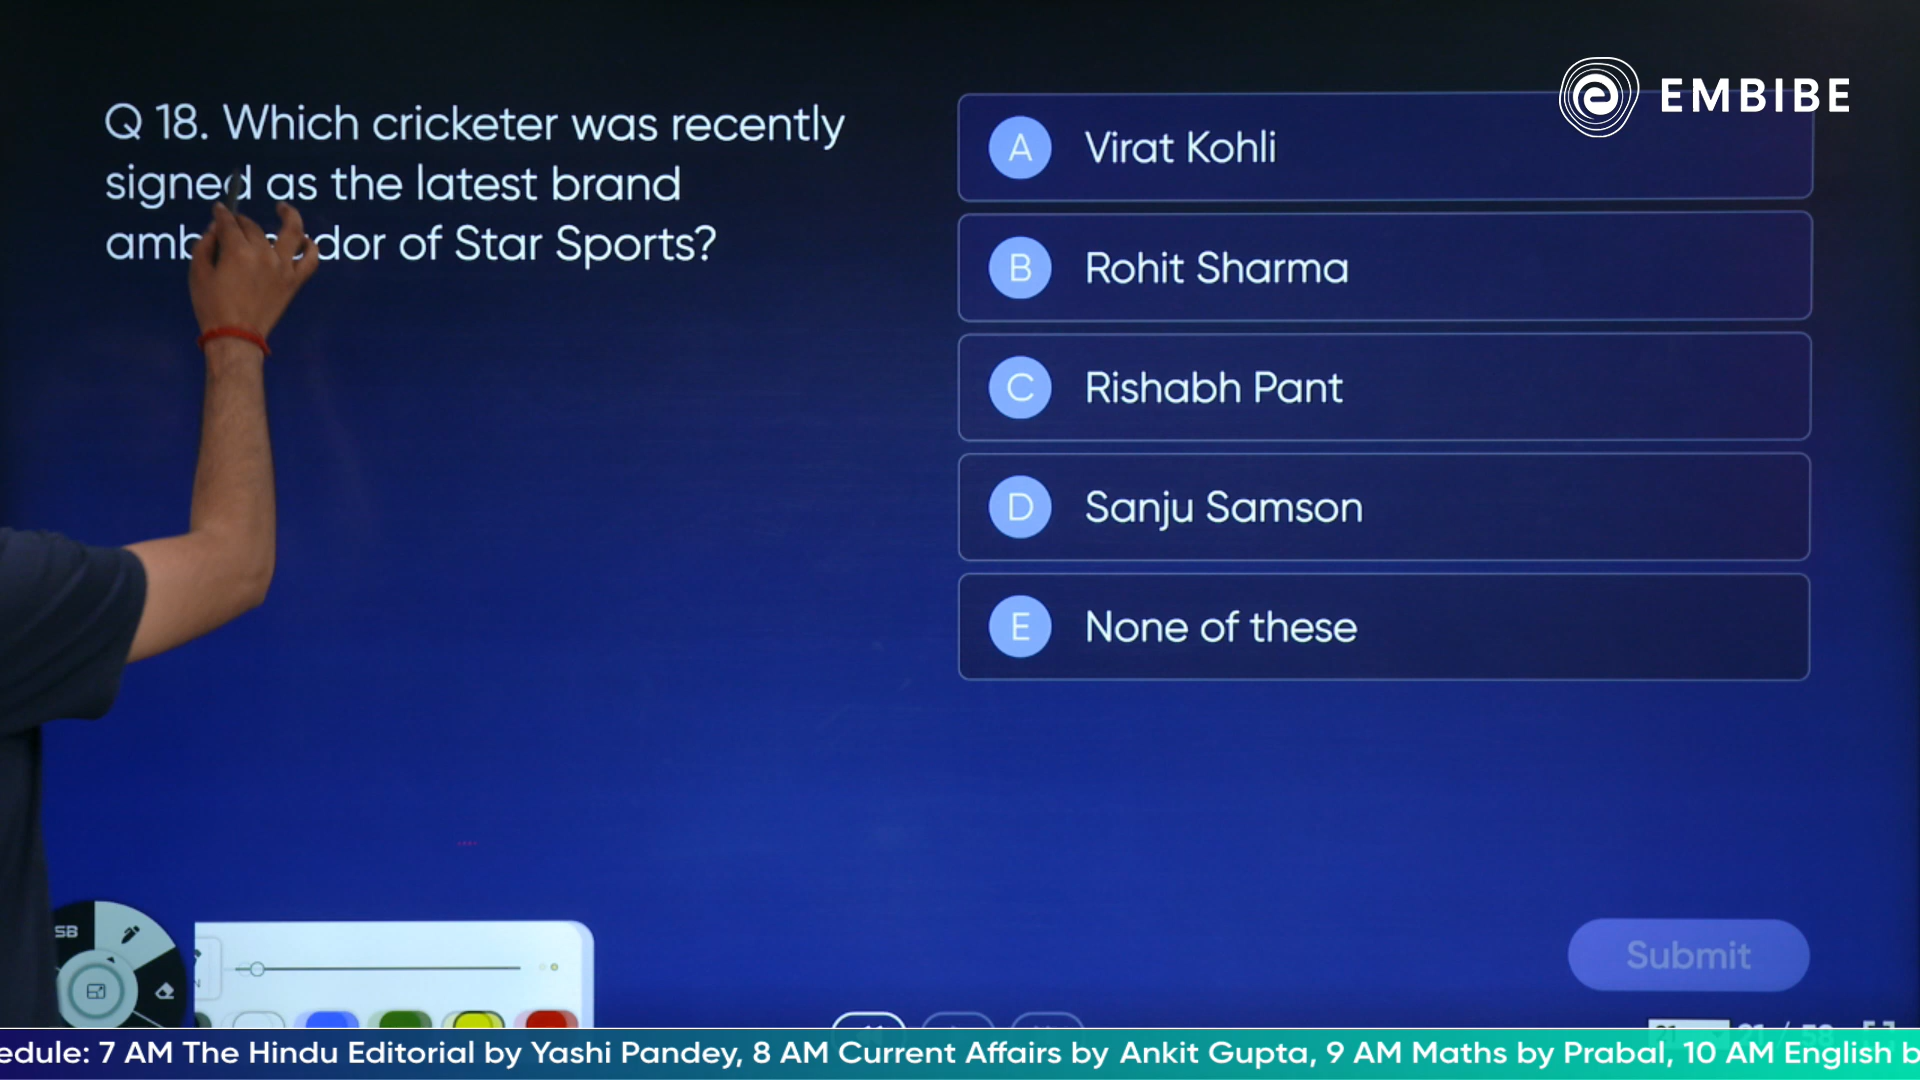 EMBIBE
Q 18. Which cricketer was recently
signed as the latest brand
of Star Sports?
A Virat Kohli
B Rohit Sharma
C Rishabh Pant
D Sanju Samson
E None of these
SB
Submit
edule: 7 AM The Hindu Editorial by Yashi Pandey, 8 AM Current Affairs by Ankit Gupta, 9 AM Maths by Prabal, 10 AM English b